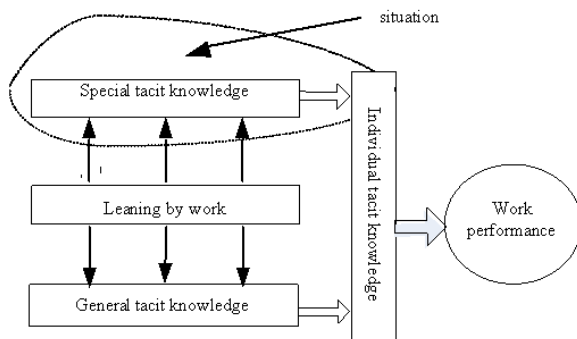 situation
Special tacit knowledge
Leaning by work
General tacit knowledge
Individual tacit knowledge
Work
performance